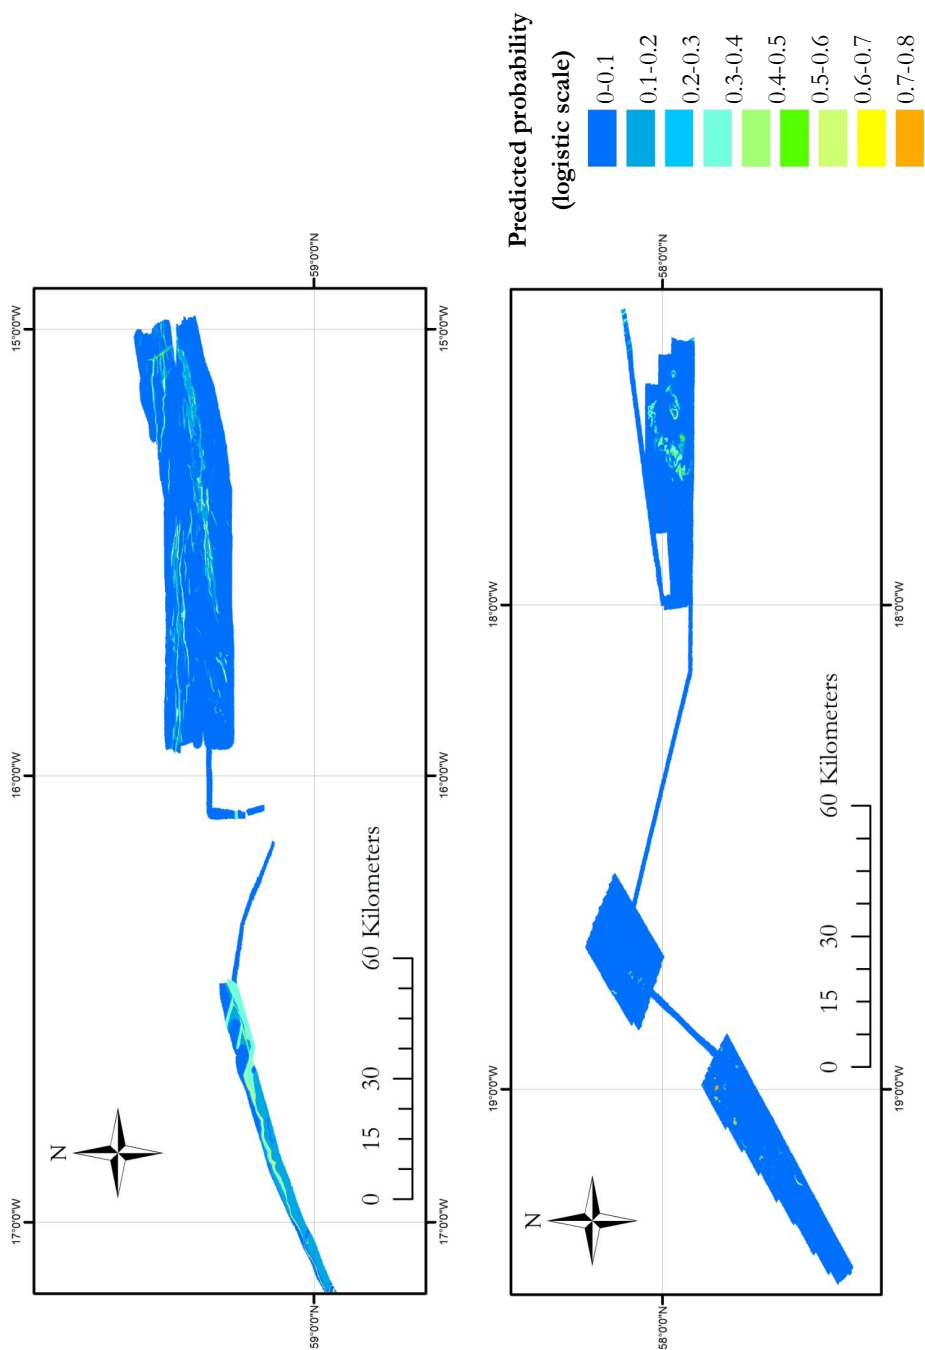 17°0'0"W 16°0'0"W 15°0'0"W
N
59°0'0"N 59°0'0"N
0 15 30 60 Kilometers
17°0'0"W 16°0'0"W 15°0'0"W
19°0'0"W 18°0'0"W
N
58°0'0"N 58°0'0"N
0 15 30 60 Kilometers
19°0'0"W 18°0'0"W
Predicted probability
(logistic scale)
0-0.1
0.1-0.2
0.2-0.3
0.3-0.4
0.4-0.5
0.5-0.6
0.6-0.7
0.7-0.8